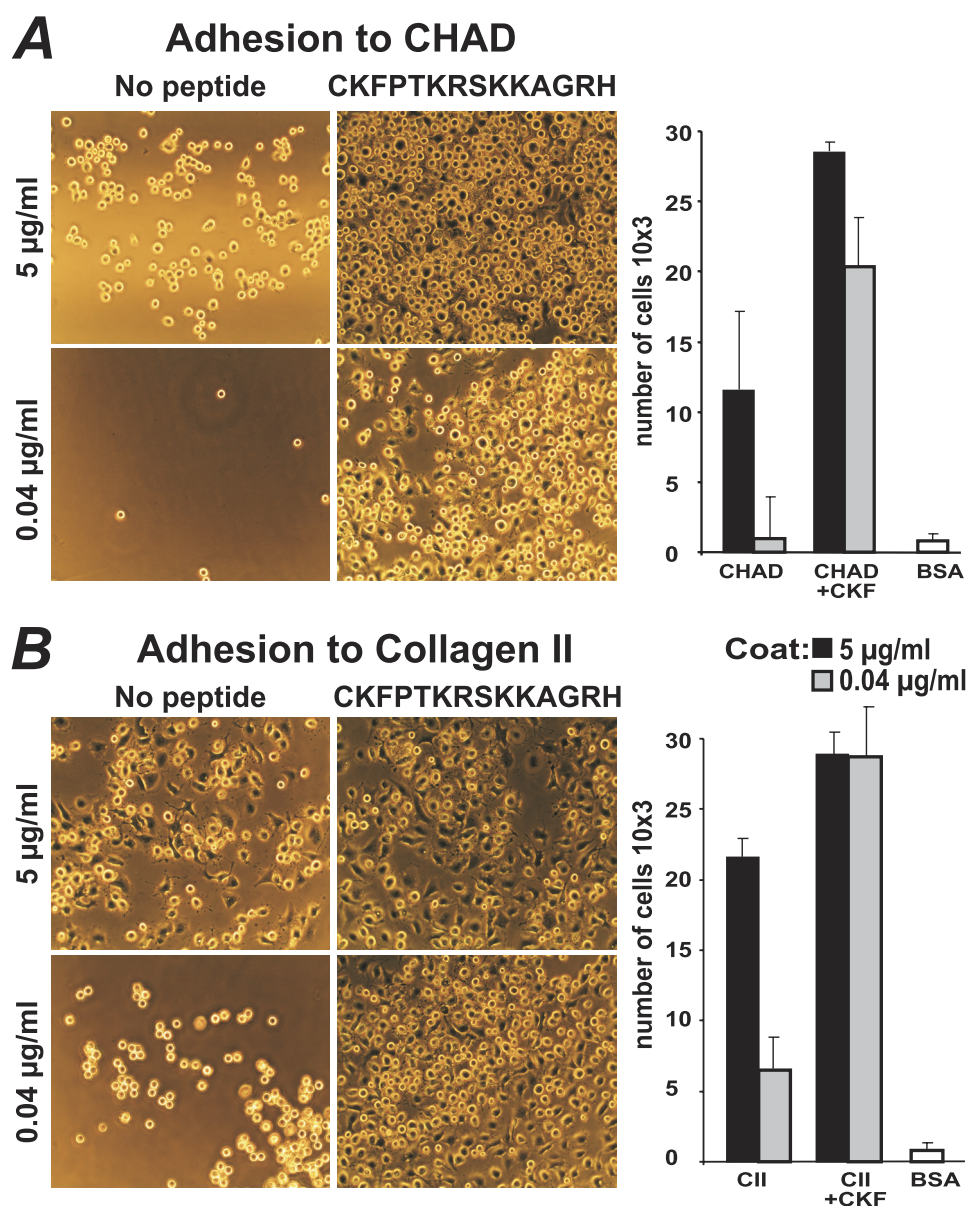 A Adhesion to CHAD
No peptide CKFPTKRSKKAGRH
5 µg/ml
0.04 µg/ml
number of cells 10x3
30
25
20
15
10
5
0
CHAD CHAD BSA
+CKF
B Adhesion to Collagen II
No peptide CKFPTKRSKKAGRH
5 µg/ml
0.04 µg/ml
Coat: 5 µg/ml
0.04 µg/ml
number of cells 10x3
30
25
20
15
10
5
0
CII CII BSA
+CKF